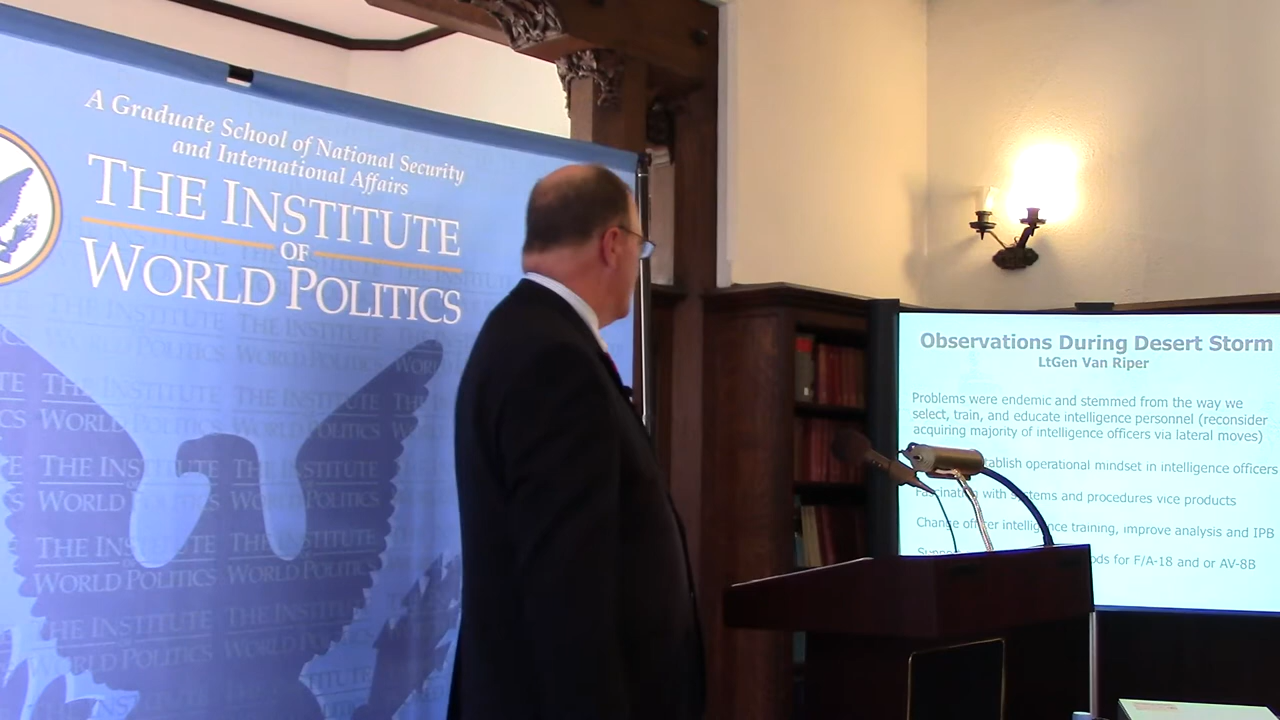 A Graduate School of National Security
and International Affairs
THE INSTITUTE
OF
WORLD POLITICS
Observations During Desert Storm
LtGen Van Riper
Problems were endemic and stemmed from the way we
select, train, and educate intelligence personnel (reconsider
acquiring majority of intelligence officers via lateral moves)
operational mindset in intelligence officers
with systems and procedures vice products
Change officer intelligence training, improve analysis and IPB
for F/A-18 and or AV-8B